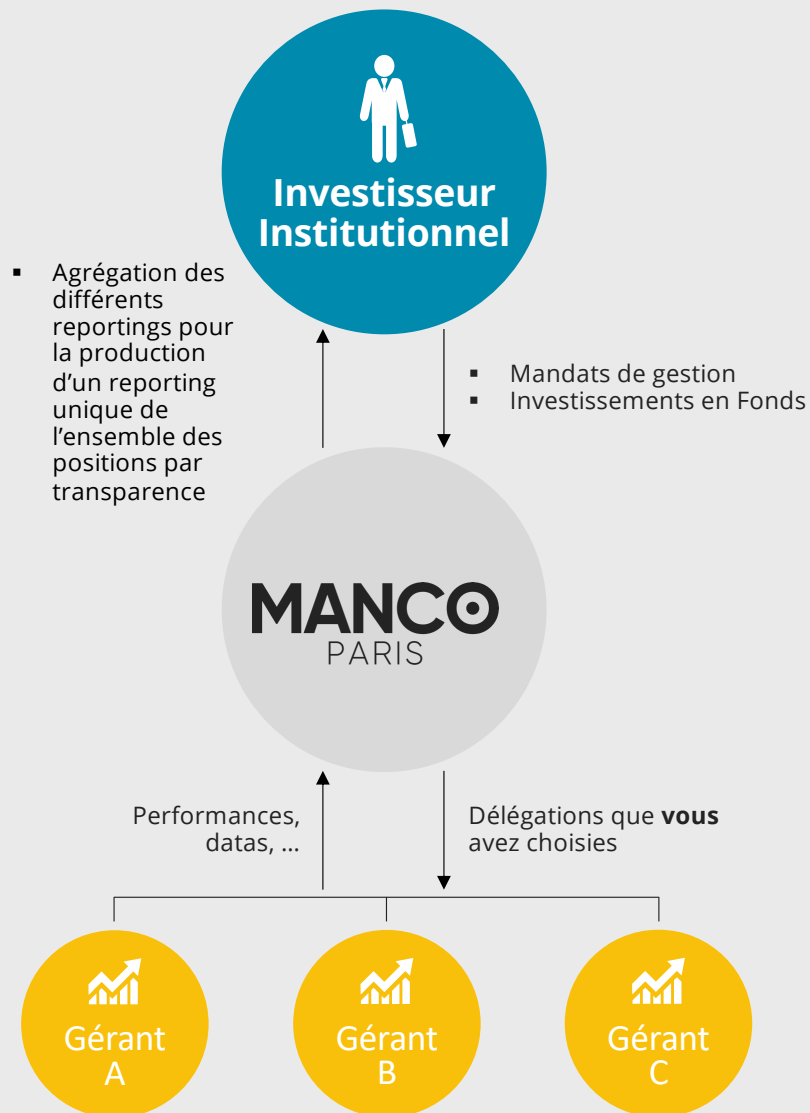 Investisseur
Institutionnel
▪ Agrégation des
différents
reportings pour
la production
d’un reporting
unique de
l’ensemble des
positions par
transparence
▪ Mandats de gestion
▪ Investissements en Fonds
MANCO
PARIS
Performances,
datas, ...
Délégations que vous
avez choisies
Gérant
A
Gérant
B
Gérant
C